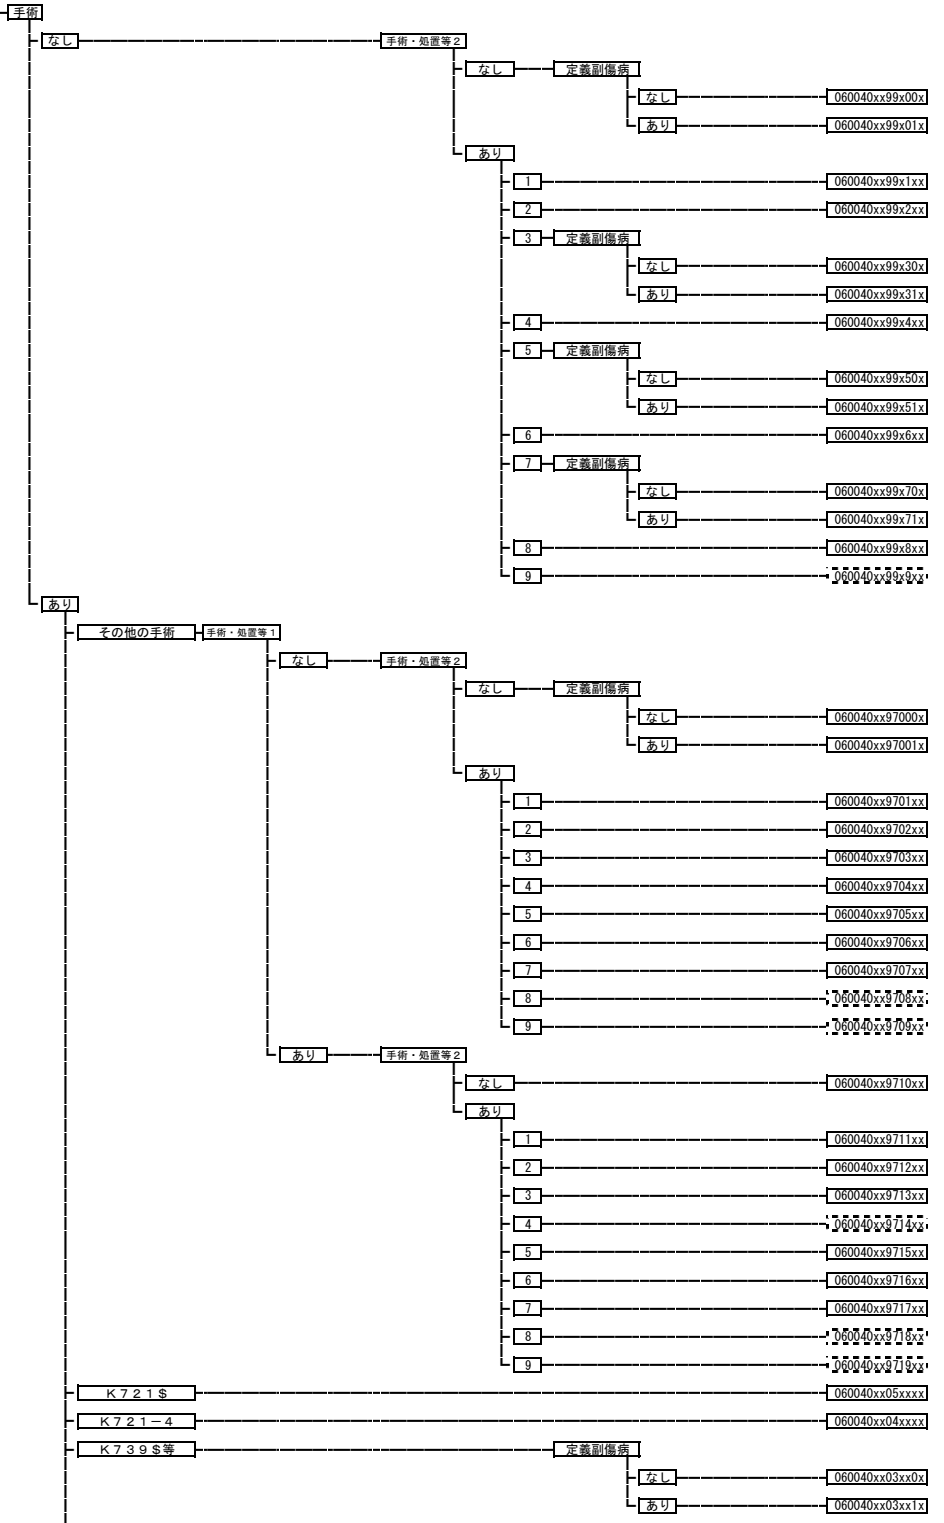 手術
なし 手術・処置等２
なし 定義副傷病
なし 060040xx99x00x
あり 060040xx99x01x
あり
1 060040xx99x1xx
2 060040xx99x2xx
3 定義副傷病
なし 060040xx99x30x
あり 060040xx99x31x
4 060040xx99x4xx
5 定義副傷病
なし 060040xx99x50x
あり 060040xx99x51x
6 060040xx99x6xx
7 定義副傷病
なし 060040xx99x70x
あり 060040xx99x71x
8 060040xx99x8xx
9 060040xx99x9xx
あり
その他の手術 手術・処置等１
なし 手術・処置等２
なし 定義副傷病
なし 060040xx97000x
あり 060040xx97001x
あり
1 060040xx9701xx
2 060040xx9702xx
3 060040xx9703xx
4 060040xx9704xx
5 060040xx9705xx
6 060040xx9706xx
7 060040xx9707xx
8 060040xx9708xx
9 060040xx9709xx
あり 手術・処置等２
なし 060040xx9710xx
あり
1 060040xx9711xx
2 060040xx9712xx
3 060040xx9713xx
4 060040xx9714xx
5 060040xx9715xx
6 060040xx9716xx
7 060040xx9717xx
8 060040xx9718xx
9 060040xx9719xx
Ｋ７２１＄ 060040xx05xxxx
Ｋ７２１－４ 060040xx04xxxx
Ｋ７３９＄等 定義副傷病
なし 060040xx03xx0x
あり 060040xx03xx1x